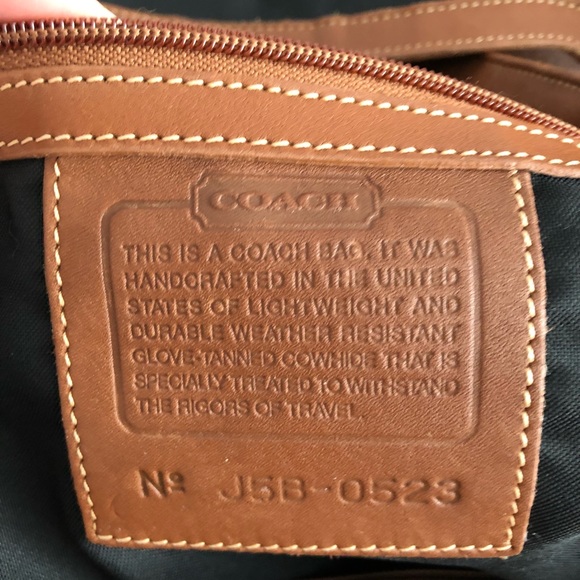 COACH
THIS IS A COACH BAG. IT WAS
HANDCRAFTED IN THE UNITED
STATES OF LIGHTWEIGHT AND
DURABLE WEATHER RESISTANT
GLOVE-TANNED COWHIDE THAT IS
SPECIALLY TREATED TO WITHSTAND
THE RIGORS OF TRAVEL.
Nº J5B-0523